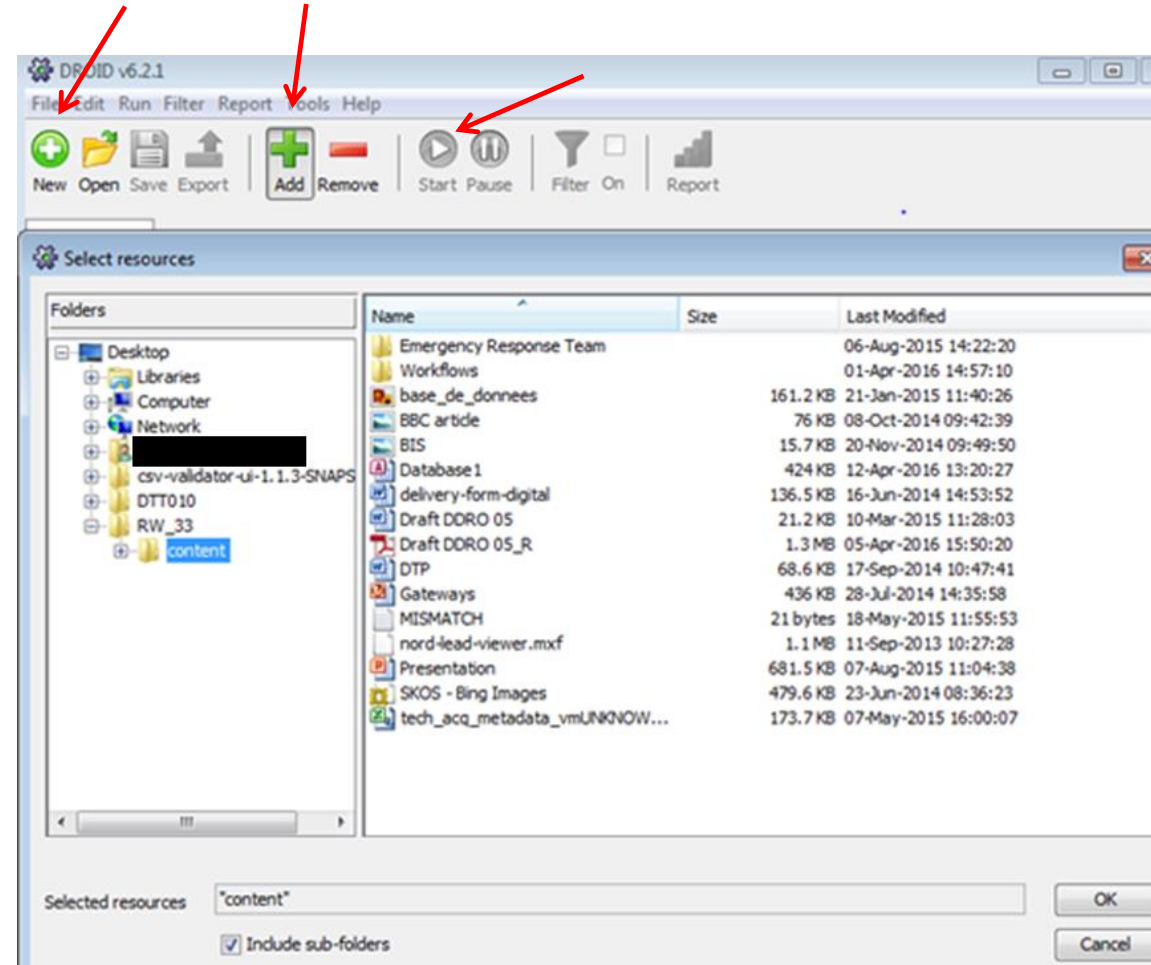 DROID v6.2.1
File Edit Run Filter Report Tools Help
New Open Save Export Add Remove Start Pause Filter On Report
Select resources
Folders
Name Size Last Modified
Desktop
Libraries
Computer
Network
csv-validator-ui-1.1.3-SNAPS
DTT010
RW_33
content
Emergency Response Team 06-Aug-2015 14:22:20
Workflows 01-Apr-2016 14:57:10
base_de_donnees 161.2 KB 21-Jan-2015 11:40:26
BBC article 76 KB 08-Oct-2014 09:42:39
BIS 15.7 KB 20-Nov-2014 09:49:50
Database1 424 KB 12-Apr-2016 13:20:27
delivery-form-digital 136.5 KB 16-Jun-2014 14:53:52
Draft DDRO 05 21.2 KB 10-Mar-2015 11:28:03
Draft DDRO 05_R 1.3 MB 05-Apr-2016 15:50:20
DTP 68.6 KB 17-Sep-2014 10:47:41
Gateways 436 KB 28-Jul-2014 14:35:58
MISMATCH 21 bytes 18-May-2015 11:55:53
nord-lead-viewer.mxf 1.1 MB 11-Sep-2013 10:27:28
Presentation 681.5 KB 07-Aug-2015 11:04:38
SKOS - Bing Images 479.6 KB 23-Jun-2014 08:36:23
tech_acq_metadata_vmUNKNOW... 173.7 KB 07-May-2015 16:00:07
Selected resources "content" OK
Include sub-folders Cancel